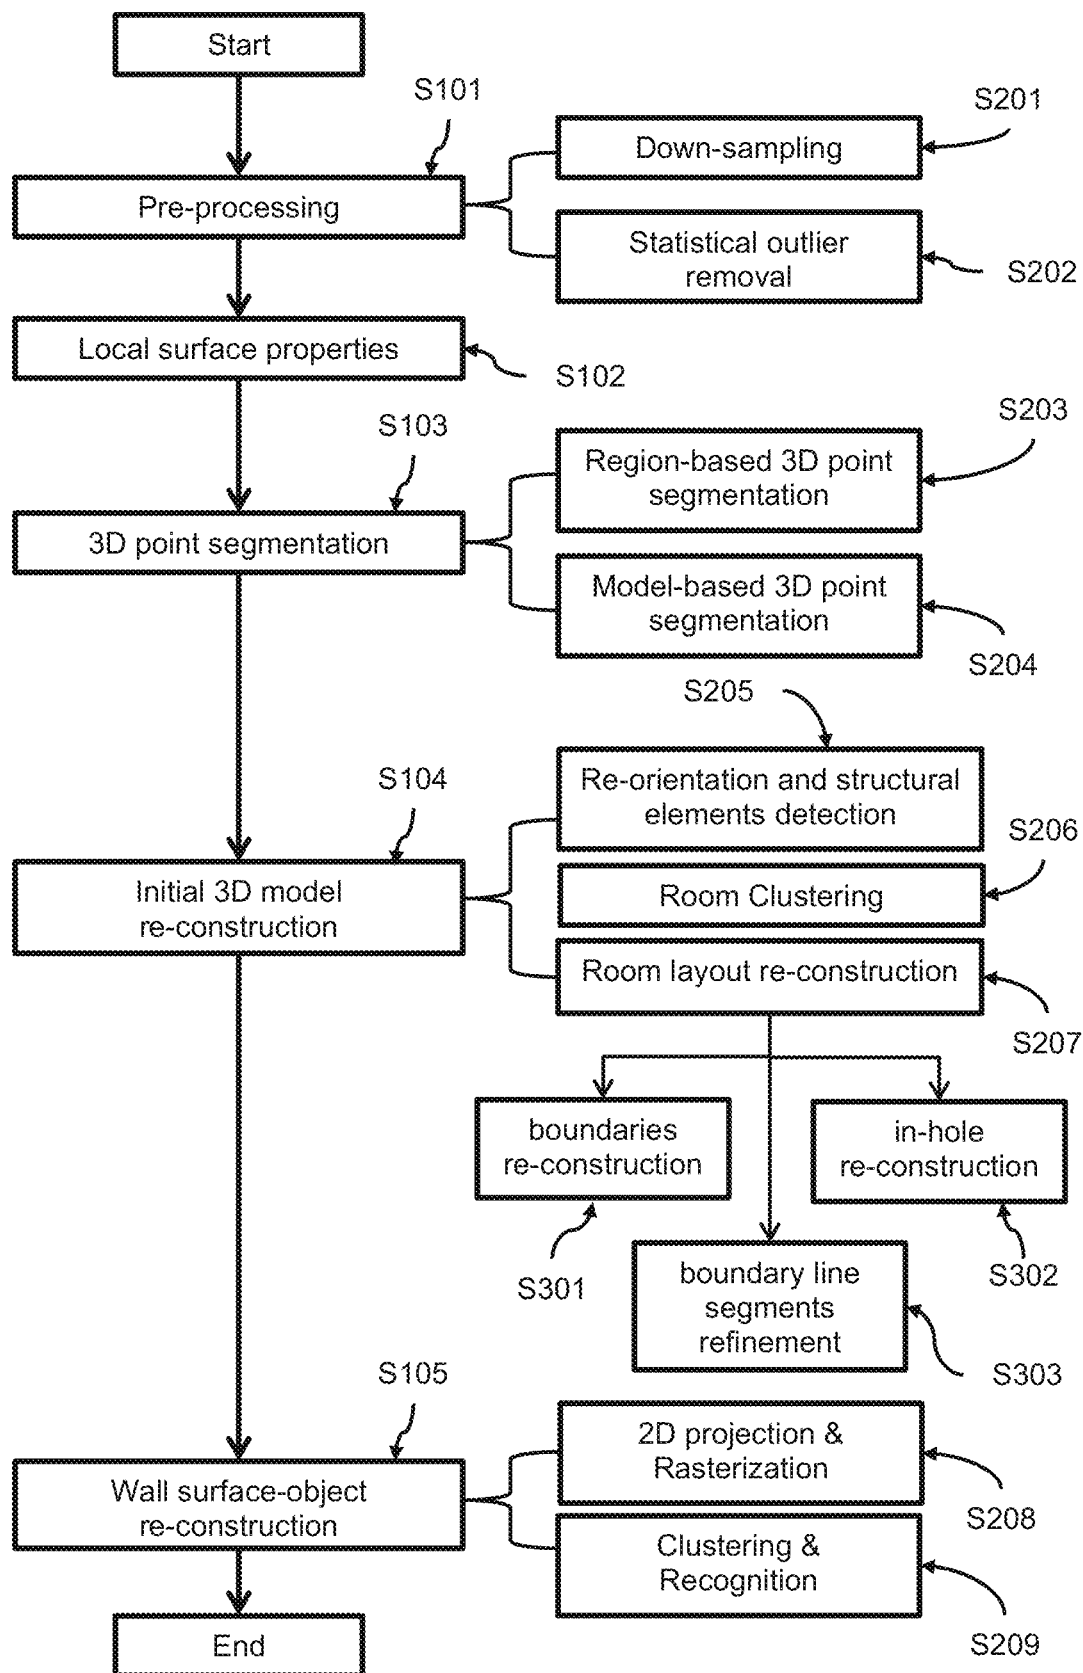 Start
S101
S201
Down-sampling
Pre-processing
Statistical outlier
removal
S202
Local surface properties
S102
S103
S203
Region-based 3D point
segmentation
3D point segmentation
Model-based 3D point
segmentation
S204
S205
Re-orientation and structural
elements detection
S104
S206
Initial 3D model
re-construction
Room Clustering
Room layout re-construction
S207
boundaries
re-construction
in-hole
re-construction
S301
S302
boundary line
segments
refinement
S303
S105
2D projection &
Rasterization
Wall surface-object
re-construction
S208
Clustering &
Recognition
S209
End